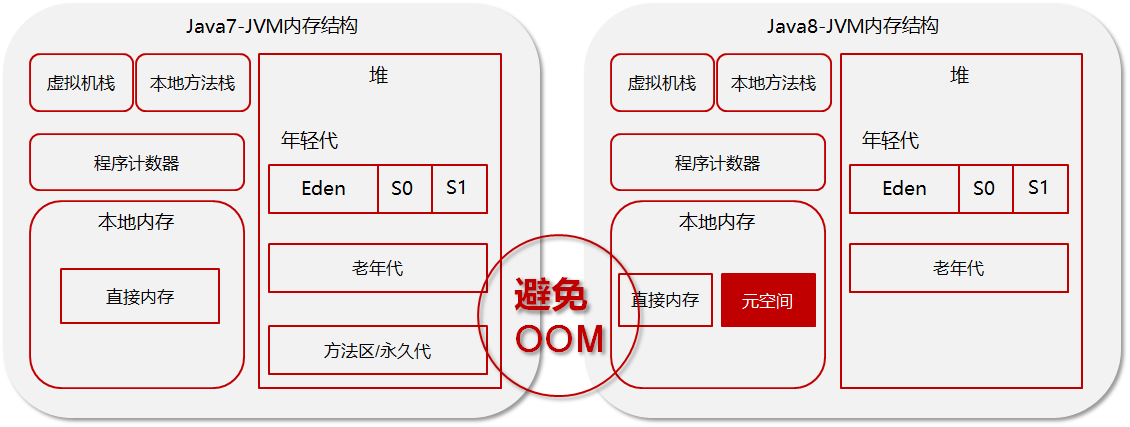 Java7-JVM内存结构
虚拟机栈
本地方法栈
程序计数器
本地内存
直接内存
堆
年轻代
Eden
S0
S1
老年代
方法区/永久代
避免
OOM
Java8-JVM内存结构
虚拟机栈
本地方法栈
程序计数器
本地内存
直接内存
元空间
堆
年轻代
Eden
S0
S1
老年代